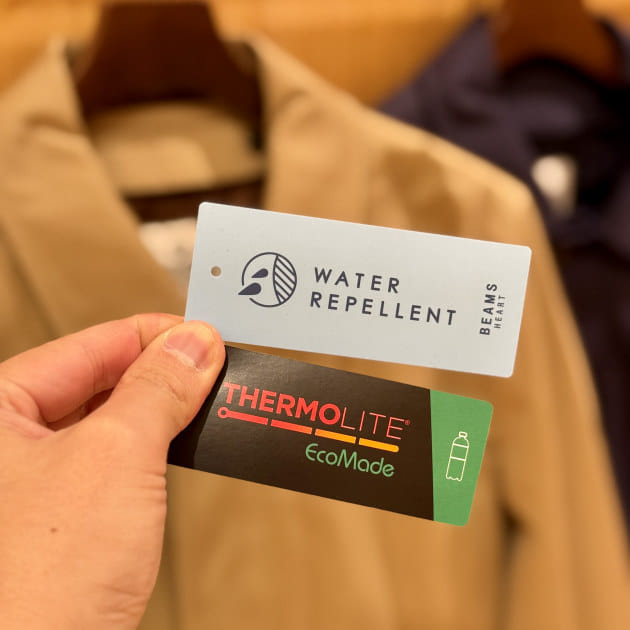 WATER
REPELLENT
BEAMS
HEART
THERMOLITE®
EcoMade